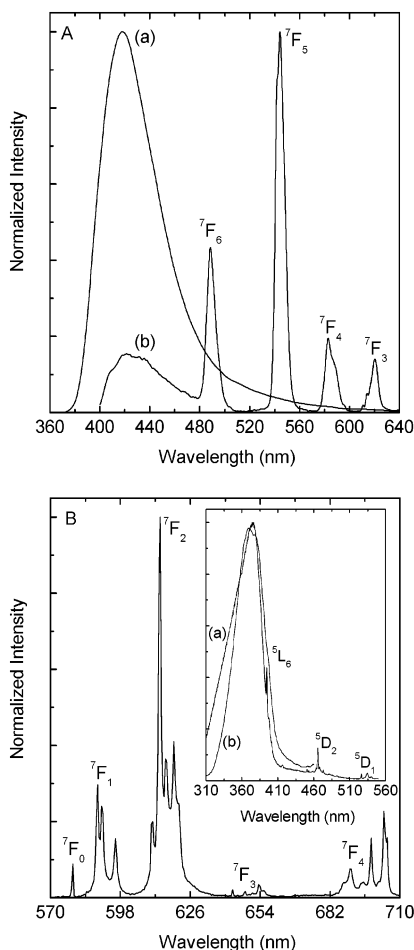 A
(a)
⁷F₅
⁷F₆
(b)
⁷F₄
⁷F₃
Normalized Intensity
360 400 440 480 520 560 600 640
Wavelength (nm)
B
⁷F₂
(a)
⁵L₆
(b)
⁵D₂
⁵D₁
310 360 410 460 510 560
Wavelength (nm)
⁷F₁
⁷F₀
⁷F₃
⁷F₄
Normalized Intensity
570 598 626 654 682 710
Wavelength (nm)